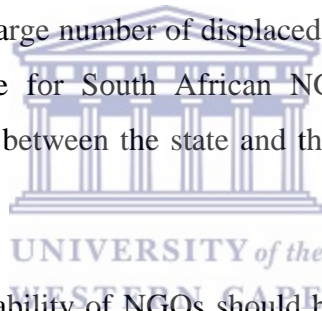 large number of displaced
e for South African NG
between the state and th
UNIVERSITY of the
WESTERN CAPE
ability of NGOs should b